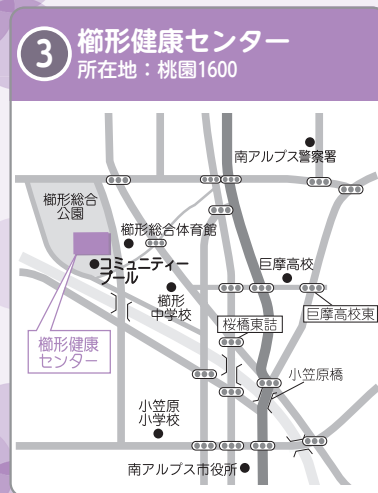 3
櫛形健康センター
所在地：桃園1600
南アルプス警察署
櫛形総合
公園
櫛形総合体育館
コミュニティー
プール
巨摩高校
櫛形
中学校
巨摩高校東
桜橋東詰
櫛形健康
センター
小笠原橋
小笠原
小学校
南アルプス市役所